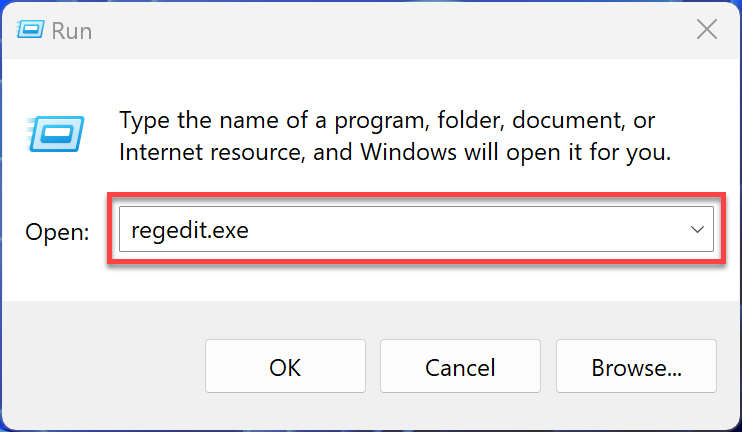 Run
Type the name of a program, folder, document, or
Internet resource, and Windows will open it for you.
Open: regedit.exe
OK Cancel Browse...